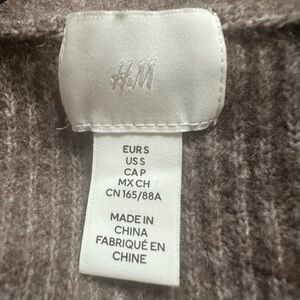 H&M
EUR S
US S
CA P
MX CH
CN 165/88A
MADE IN
CHINA
FABRIQUÉ EN
CHINE